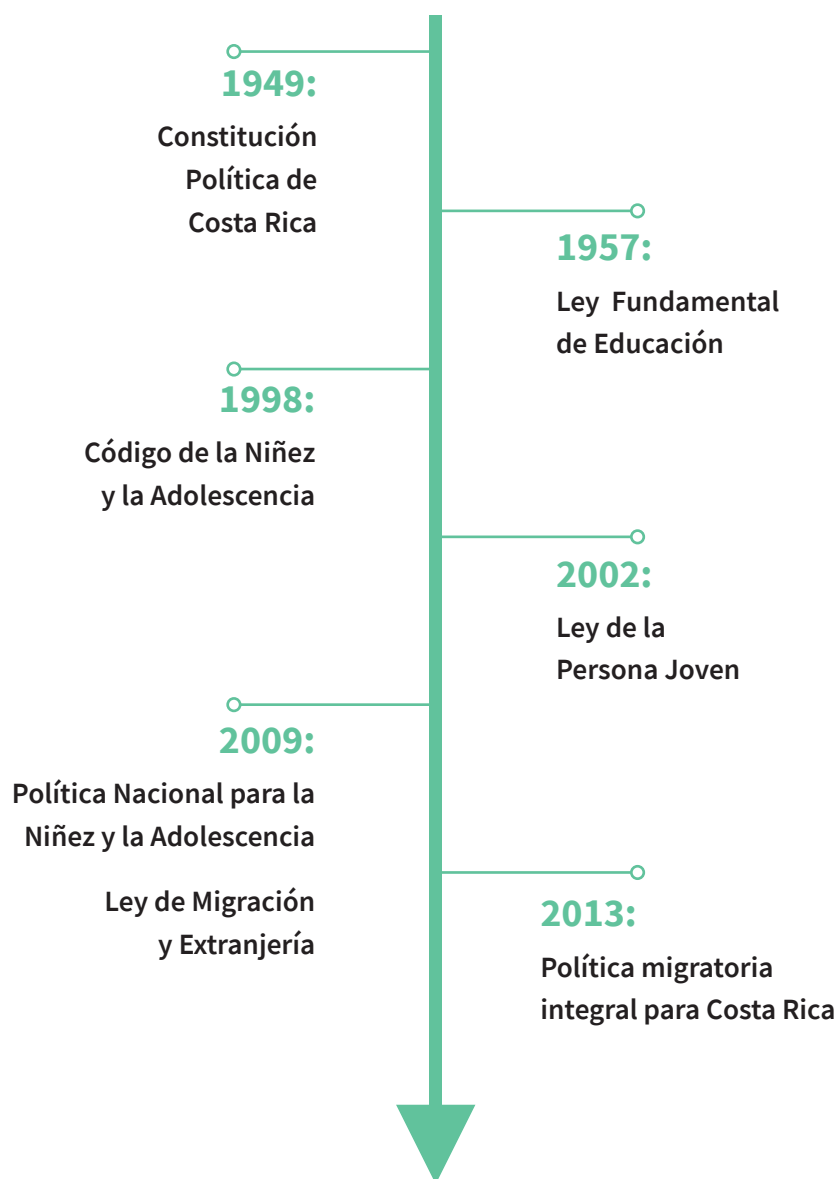 1949:
Constitución
Política de
Costa Rica
1957:
Ley Fundamental
de Educación
1998:
Código de la Niñez
y la Adolescencia
2002:
Ley de la
Persona Joven
2009:
Política Nacional para la
Niñez y la Adolescencia
Ley de Migración
y Extranjería
2013:
Política migratoria
integral para Costa Rica